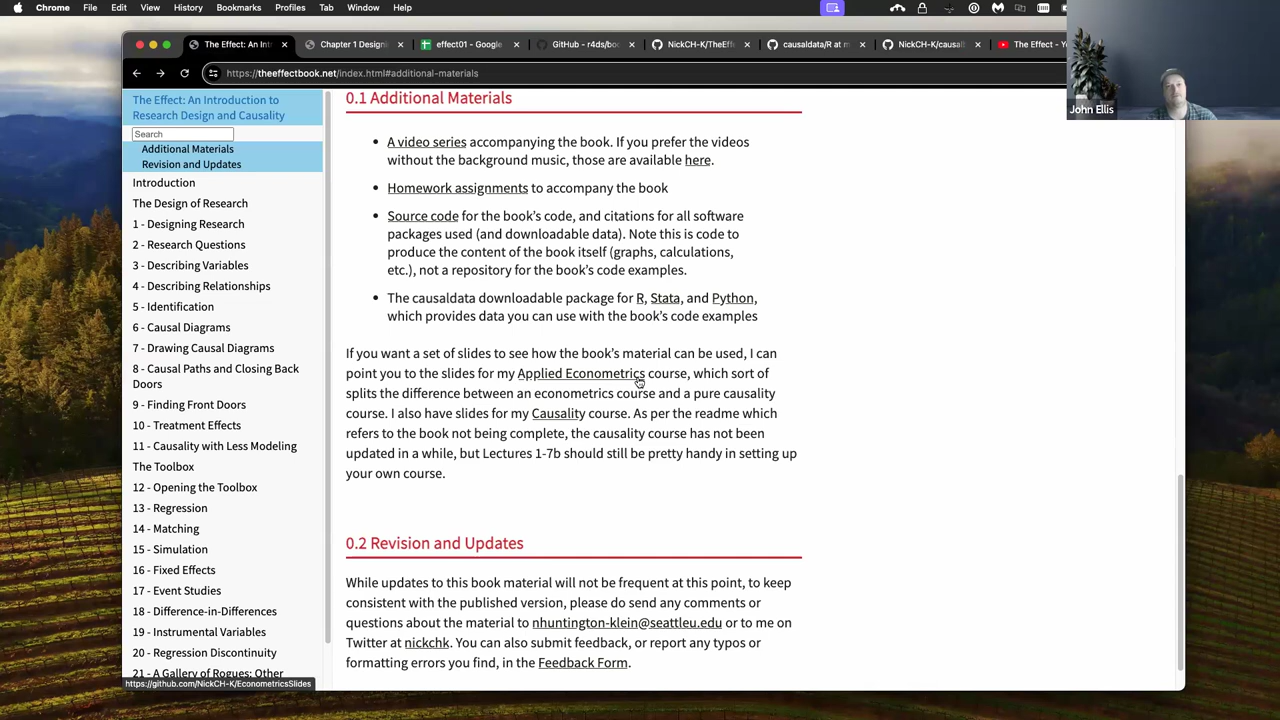 Chrome File Edit View History Bookmarks Profiles Tab Window Help
The Effect: An Int
Chapter 1 Designi
effect01 - Google
GitHub - r4ds/boo
NickCH-K/TheEffe
causaldata/R at m
NickCH-K/causali
The Effect - Yo
https://theeffectbook.net/index.html#additional-materials
John Ellis
The Effect: An Introduction to
Research Design and Causality
Search
Additional Materials
Revision and Updates
Introduction
The Design of Research
1 - Designing Research
2 - Research Questions
3 - Describing Variables
4 - Describing Relationships
5 - Identification
6 - Causal Diagrams
7 - Drawing Causal Diagrams
8 - Causal Paths and Closing Back
Doors
9 - Finding Front Doors
10 - Treatment Effects
11 - Causality with Less Modeling
The Toolbox
12 - Opening the Toolbox
13 - Regression
14 - Matching
15 - Simulation
16 - Fixed Effects
17 - Event Studies
18 - Difference-in-Differences
19 - Instrumental Variables
20 - Regression Discontinuity
21 - A Gallery of Rogues: Other
https://github.com/NickCH-K/EconometricsSlides
0.1 Additional Materials
• A video series accompanying the book. If you prefer the videos
without the background music, those are available here.
• Homework assignments to accompany the book
• Source code for the book's code, and citations for all software
packages used (and downloadable data). Note this is code to
produce the content of the book itself (graphs, calculations,
etc.), not a repository for the book's code examples.
• The causaldata downloadable package for R, Stata, and Python,
which provides data you can use with the book's code examples
If you want a set of slides to see how the book's material can be used, I can
point you to the slides for my Applied Econometrics course, which sort of
splits the difference between an econometrics course and a pure causality
course. I also have slides for my Causality course. As per the readme which
refers to the book not being complete, the causality course has not been
updated in a while, but Lectures 1-7b should still be pretty handy in setting up
your own course.
0.2 Revision and Updates
While updates to this book material will not be frequent at this point, to keep
consistent with the published version, please do send any comments or
questions about the material to nhuntington-klein@seattleu.edu or to me on
Twitter at nickchk. You can also submit feedback, or report any typos or
formatting errors you find, in the Feedback Form.